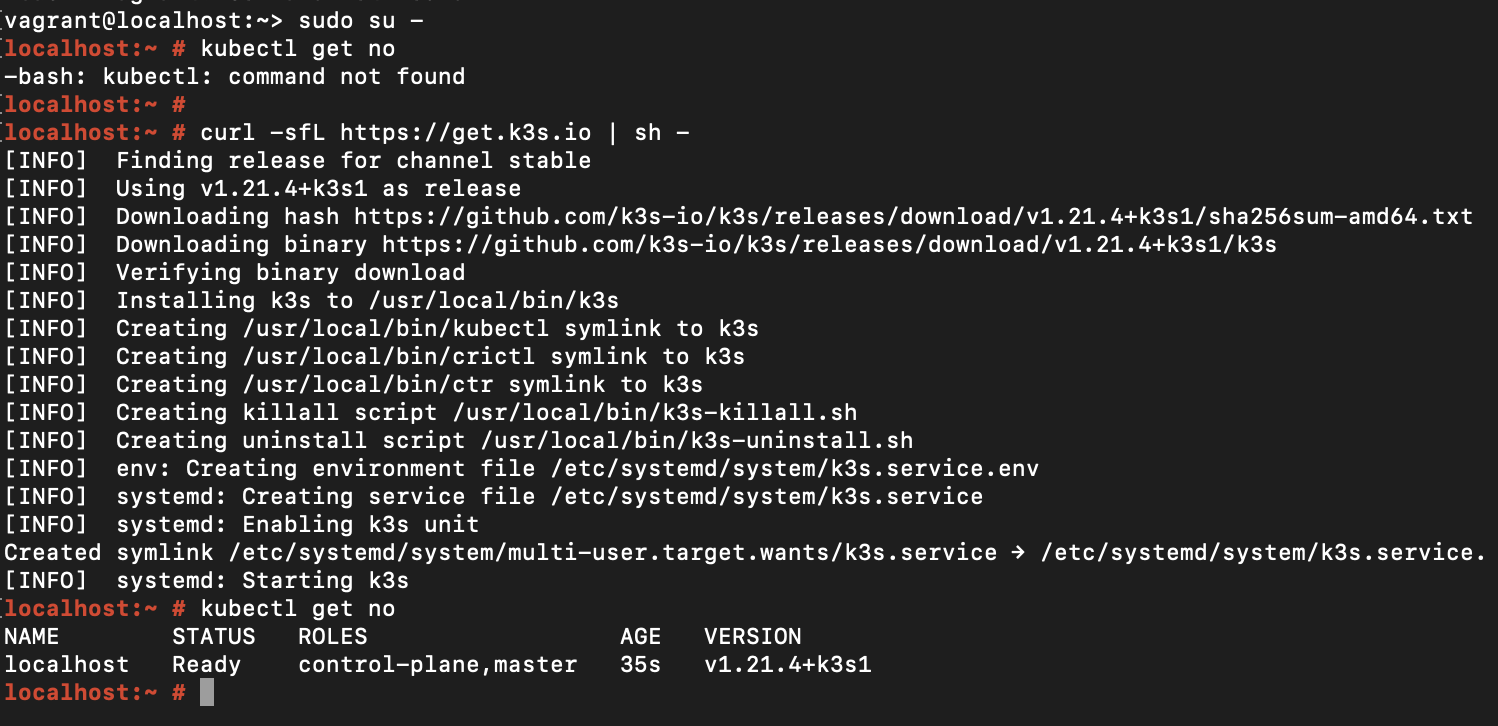 vagrant@localhost:~> sudo su -
localhost:~ # kubectl get no
-bash: kubectl: command not found
localhost:~ #
localhost:~ # curl -sfL https://get.k3s.io | sh -
[INFO]  Finding release for channel stable
[INFO]  Using v1.21.4+k3s1 as release
[INFO]  Downloading hash https://github.com/k3s-io/k3s/releases/download/v1.21.4+k3s1/sha256sum-amd64.txt
[INFO]  Downloading binary https://github.com/k3s-io/k3s/releases/download/v1.21.4+k3s1/k3s
[INFO]  Verifying binary download
[INFO]  Installing k3s to /usr/local/bin/k3s
[INFO]  Creating /usr/local/bin/kubectl symlink to k3s
[INFO]  Creating /usr/local/bin/crictl symlink to k3s
[INFO]  Creating /usr/local/bin/ctr symlink to k3s
[INFO]  Creating killall script /usr/local/bin/k3s-killall.sh
[INFO]  Creating uninstall script /usr/local/bin/k3s-uninstall.sh
[INFO]  env: Creating environment file /etc/systemd/system/k3s.service.env
[INFO]  systemd: Creating service file /etc/systemd/system/k3s.service
[INFO]  systemd: Enabling k3s unit
Created symlink /etc/systemd/system/multi-user.target.wants/k3s.service → /etc/systemd/system/k3s.service.
[INFO]  systemd: Starting k3s
localhost:~ # kubectl get no
NAME        STATUS   ROLES                  AGE   VERSION
localhost   Ready    control-plane,master   35s   v1.21.4+k3s1
localhost:~ #